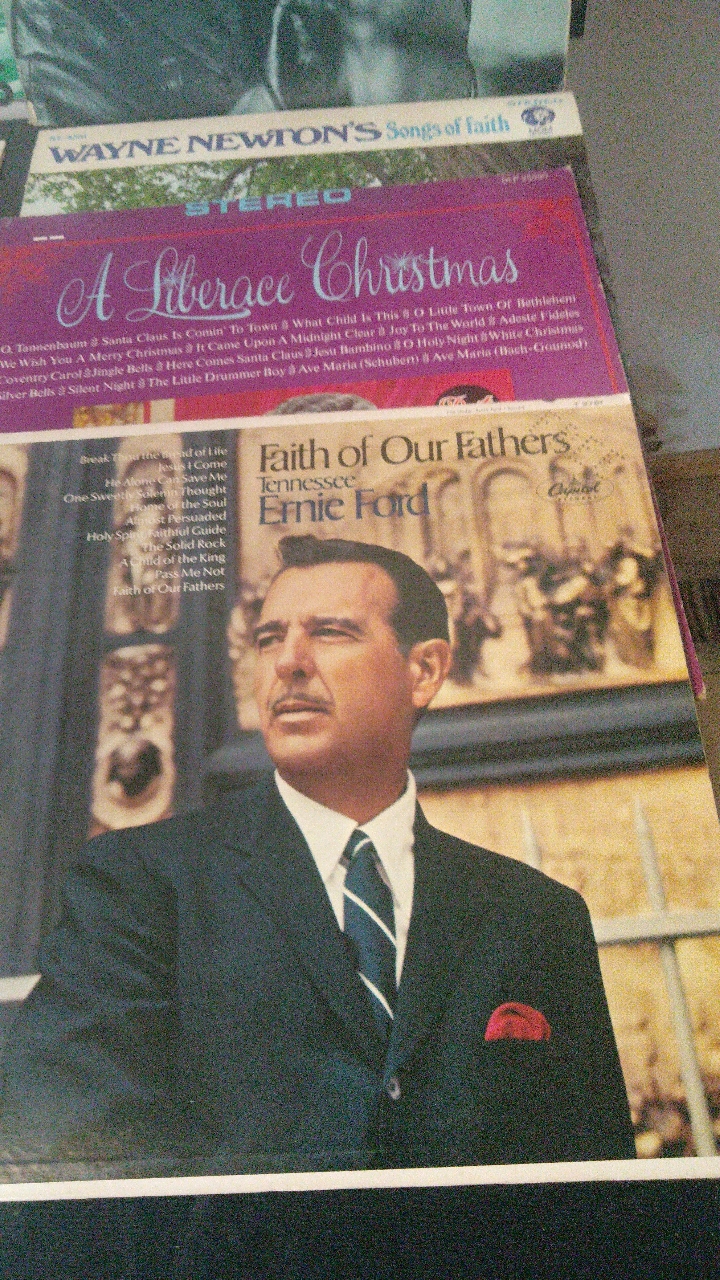 STEREO
WAYNE NEWTON'S Songs of faith
MGM
STEREO
A Liberace Christmas
O, Tannenbaum Santa Claus Is Comin' To Town What Child Is This O Little Town Of Bethlehem
We Wish You A Merry Christmas It Came Upon A Midnight Clear Joy To The World Adeste Fideles
Coventry Carol Jingle Bells Here Comes Santa Claus Jesu Bambino O Holy Night White Christmas
Silver Bells Silent Night The Little Drummer Boy Ave Maria (Schubert) Ave Maria (Bach-Gounod)
Faith of Our Fathers
Tennessee
Ernie Ford
Capitol
Break Thou the Bread of Life
Jesus I Come
He Alone Can Save Me
One Sweetly Solemn Thought
Home of the Soul
Almost Persuaded
Holy Spirit, Faithful Guide
The Solid Rock
A Child of the King
Pass Me Not
Faith of Our Fathers